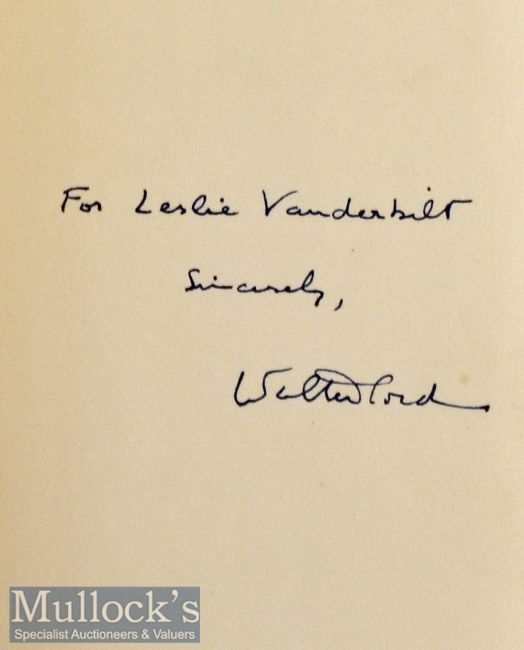 For Leslie Vanderbilt
Sincerely,
Walter Lord
Mullock's
Specialist Auctioneers & Valuers